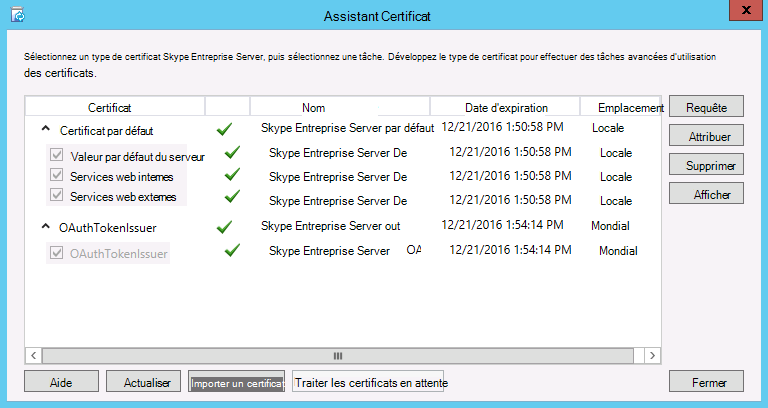 Assistant Certificat
X
Sélectionnez un type de certificat Skype Entreprise Server, puis sélectionnez une tâche. Développez le type de certificat pour effectuer des tâches avancées d'utilisation
des certificats.
Certificat Nom Date d'expiration Emplacement
Certificat par défaut Skype Entreprise Server par défaut 12/21/2016 1:50:58 PM Locale
Valeur par défaut du serveur Skype Entreprise Server De 12/21/2016 1:50:58 PM Locale
Services web internes Skype Entreprise Server De 12/21/2016 1:50:58 PM Locale
Services web externes Skype Entreprise Server De 12/21/2016 1:50:58 PM Locale
OAuthTokenIssuer Skype Entreprise Server out 12/21/2016 1:54:14 PM Mondial
OAuthTokenIssuer Skype Entreprise Server OA 12/21/2016 1:54:14 PM Mondial
Requête
Attribuer
Supprimer
Afficher
Aide Actualiser Importer un certificat Traiter les certificats en attente Fermer